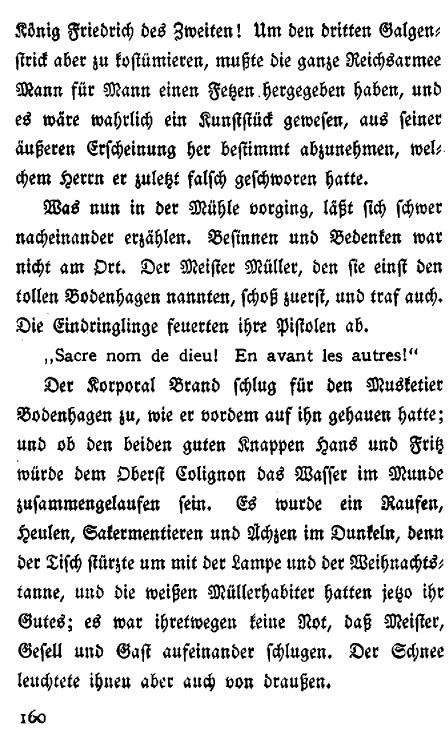 König Friedrich des Zweiten! Um den dritten Galgen-
strick aber zu kostümieren, mußte die ganze Reichsarmee
Mann für Mann einen Fetzen hergegeben haben, und
es wäre wahrlich ein Kunststück gewesen, aus seiner
äußeren Erscheinung her bestimmt abzunehmen, wel-
chem Herrn er zuletzt falsch geschworen hatte.
Was nun in der Mühle vorging, läßt sich schwer
nacheinander erzählen. Besinnen und Bedenken war
nicht am Ort. Der Meister Müller, den sie einst den
tollen Bodenhagen nannten, schoß zuerst, und traf auch.
Die Eindringlinge feuerten ihre Pistolen ab.
„Sacre nom de dieu! En avant les autres!“
Der Korporal Brand schlug für den Musketier
Bodenhagen zu, wie er vordem auf ihn gehauen hatte;
und ob den beiden guten Knappen Hans und Fritz
würde dem Oberst Colignon das Wasser im Munde
zusammengelaufen sein. Es wurde ein Raufen,
Heulen, Sakermentieren und Ächzen im Dunkeln, denn
der Tisch stürzte um mit der Lampe und der Weihnachts-
tanne, und die weißen Müllerhabiter hatten jetzo ihr
Gutes; es war ihretwegen keine Not, daß Meister,
Gesell und Gast aufeinander schlugen. Der Schnee
leuchtete ihneu aber auch von draußen.
160